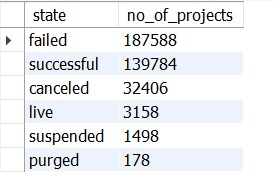 state no_of_projects
failed 187588
successful 139784
canceled 32406
live 3158
suspended 1498
purged 178